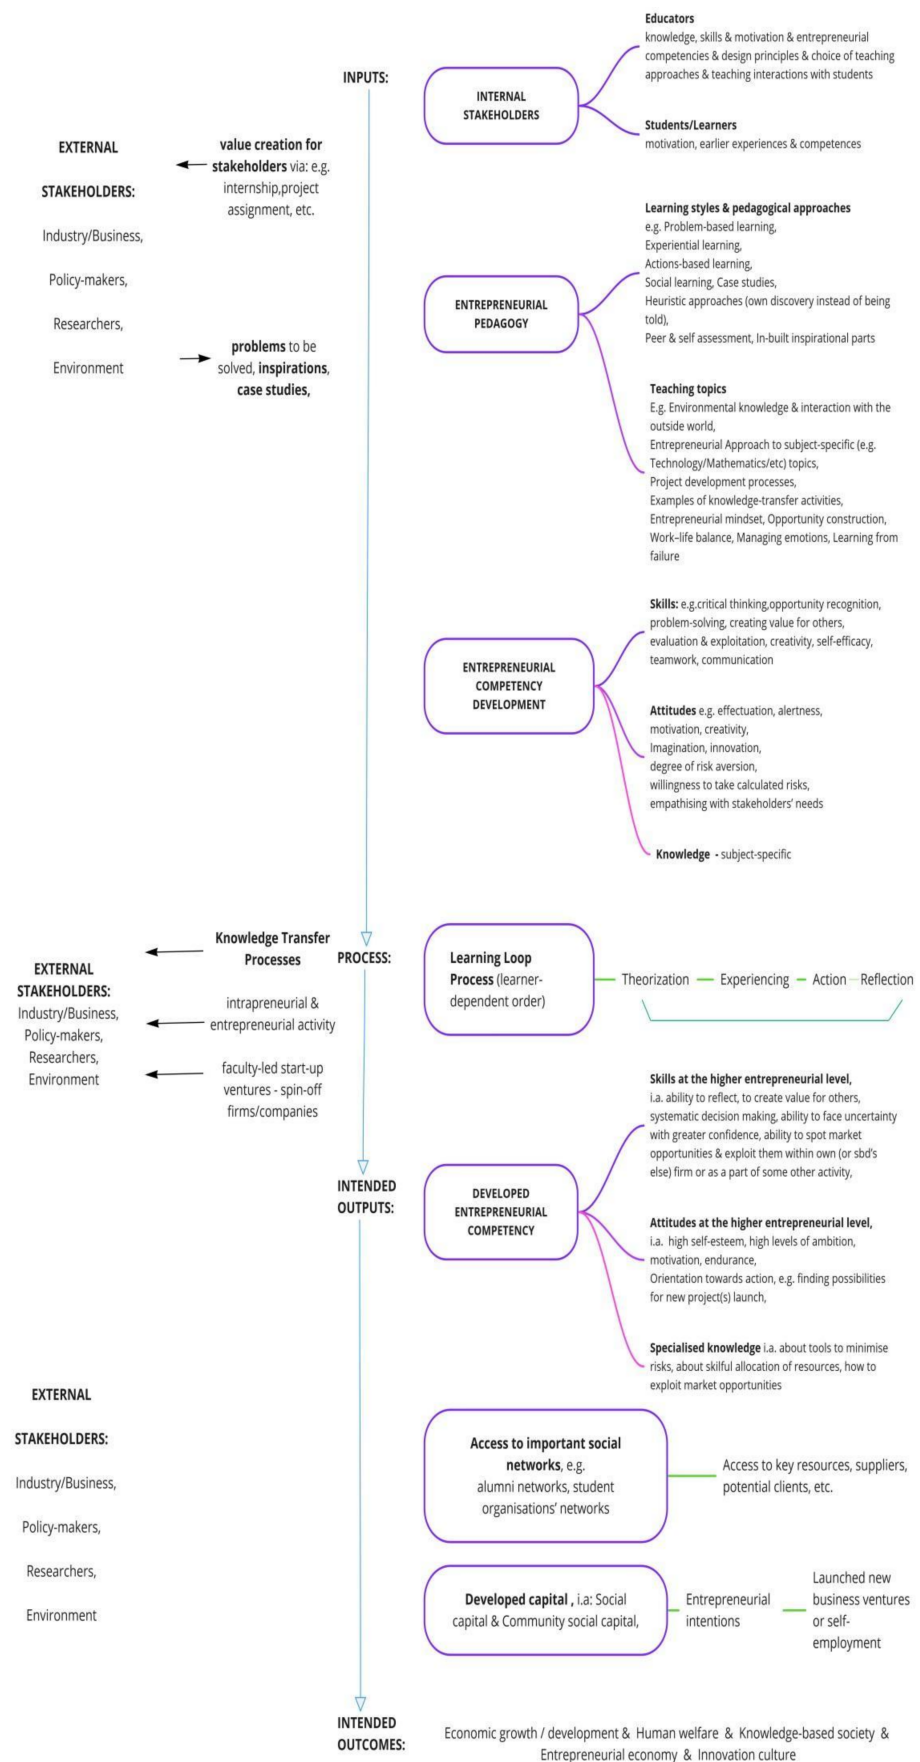 INPUTS:
EXTERNAL
STAKEHOLDERS:
Industry/Business,
Policy-makers,
Researchers,
Environment
value creation for
stakeholders via: e.g.
internship,project
assignment, etc.
problems to be
solved, inspirations,
case studies,
INTERNAL
STAKEHOLDERS
Educators
knowledge, skills & motivation & entrepreneurial
competencies & design principles & choice of teaching
approaches & teaching interactions with students
Students/Learners
motivation, earlier experiences & competences
ENTREPRENEURIAL
PEDAGOGY
Learning styles & pedagogical approaches
e.g. Problem-based learning,
Experiential learning,
Actions-based learning,
Social learning, Case studies,
Heuristic approaches (own discovery instead of being
told),
Peer & self assessment, In-built inspirational parts
Teaching topics
E.g. Environmental knowledge & interaction with the
outside world,
Entrepreneurial Approach to subject-specific (e.g.
Technology/Mathematics/etc) topics,
Project development processes,
Examples of knowledge-transfer activities,
Entrepreneurial mindset, Opportunity construction,
Work–life balance, Managing emotions, Learning from
failure
ENTREPRENEURIAL
COMPETENCY
DEVELOPMENT
Skills: e.g.critical thinking,opportunity recognition,
problem-solving, creating value for others,
evaluation & exploitation, creativity, self-efficacy,
teamwork, communication
Attitudes e.g. effectuation, alertness,
motivation, creativity,
Imagination, innovation,
degree of risk aversion,
willingness to take calculated risks,
empathising with stakeholders' needs
Knowledge - subject-specific
PROCESS:
EXTERNAL
STAKEHOLDERS:
Industry/Business,
Policy-makers,
Researchers,
Environment
Knowledge Transfer
Processes
intrapreneurial &
entrepreneurial activity
faculty-led start-up
ventures - spin-off
firms/companies
Learning Loop
Process (learner-
dependent order)
Theorization
Experiencing
Action
Reflection
INTENDED
OUTPUTS:
DEVELOPED
ENTREPRENEURIAL
COMPETENCY
Skills at the higher entrepreneurial level,
i.a. ability to reflect, to create value for others,
systematic decision making, ability to face uncertainty
with greater confidence, ability to spot market
opportunities & exploit them within own (or sbd's
else) firm or as a part of some other activity,
Attitudes at the higher entrepreneurial level,
i.a. high self-esteem, high levels of ambition,
motivation, endurance,
Orientation towards action, e.g. finding possibilities
for new project(s) launch,
Specialised knowledge i.a. about tools to minimise
risks, about skilful allocation of resources, how to
exploit market opportunities
EXTERNAL
STAKEHOLDERS:
Industry/Business,
Policy-makers,
Researchers,
Environment
Access to important social
networks, e.g.
alumni networks, student
organisations' networks
Access to key resources, suppliers,
potential clients, etc.
Developed capital , i.a: Social
capital & Community social capital,
Entrepreneurial
intentions
Launched new
business ventures
or self-
employment
INTENDED
OUTCOMES:
Economic growth / development & Human welfare & Knowledge-based society &
Entrepreneurial economy & Innovation culture